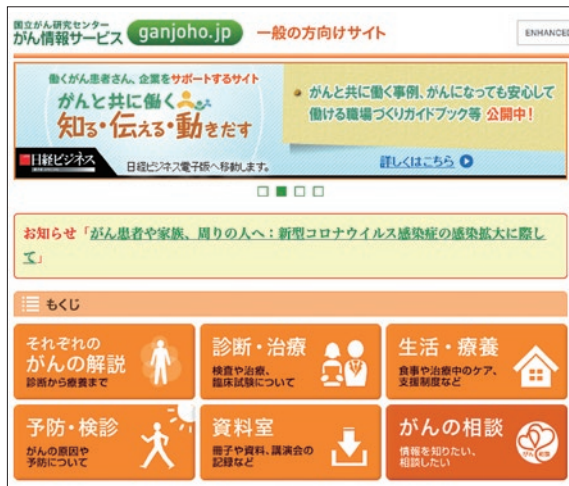 国立がん研究センター
がん情報サービス
ganjoho.jp
一般の方向けサイト
ENHANCED
働くがん患者さん、企業をサポートするサイト
がんと共に働く
知る・伝える・動きだす
日経ビジネス
日経ビジネス電子版へ移動します。
がんと共に働く事例、がんになっても安心して
働ける職場づくりガイドブック等 公開中!
詳しくはこちら
お知らせ「がん患者や家族、周りの人へ:新型コロナウイルス感染症の感染拡大に際し
て」
もくじ
それぞれの
がんの解説
診断から療養まで
診断・治療
検査や治療、
臨床試験について
生活・療養
食事や治療中のケア、
支援制度など
予防・検診
がんの原因や
予防について
資料室
冊子や資料、講演会の
記録など
がんの相談
情報を知りたい、
相談したい